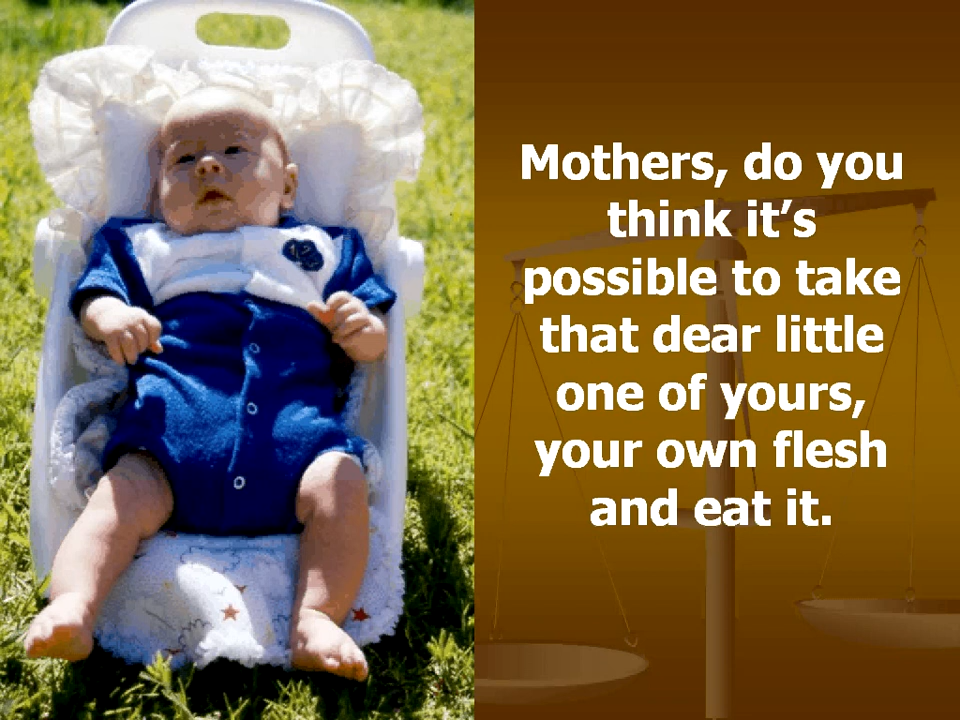 Mothers, do you
think it’s
possible to take
that dear little
one of yours,
your own flesh
and eat it.